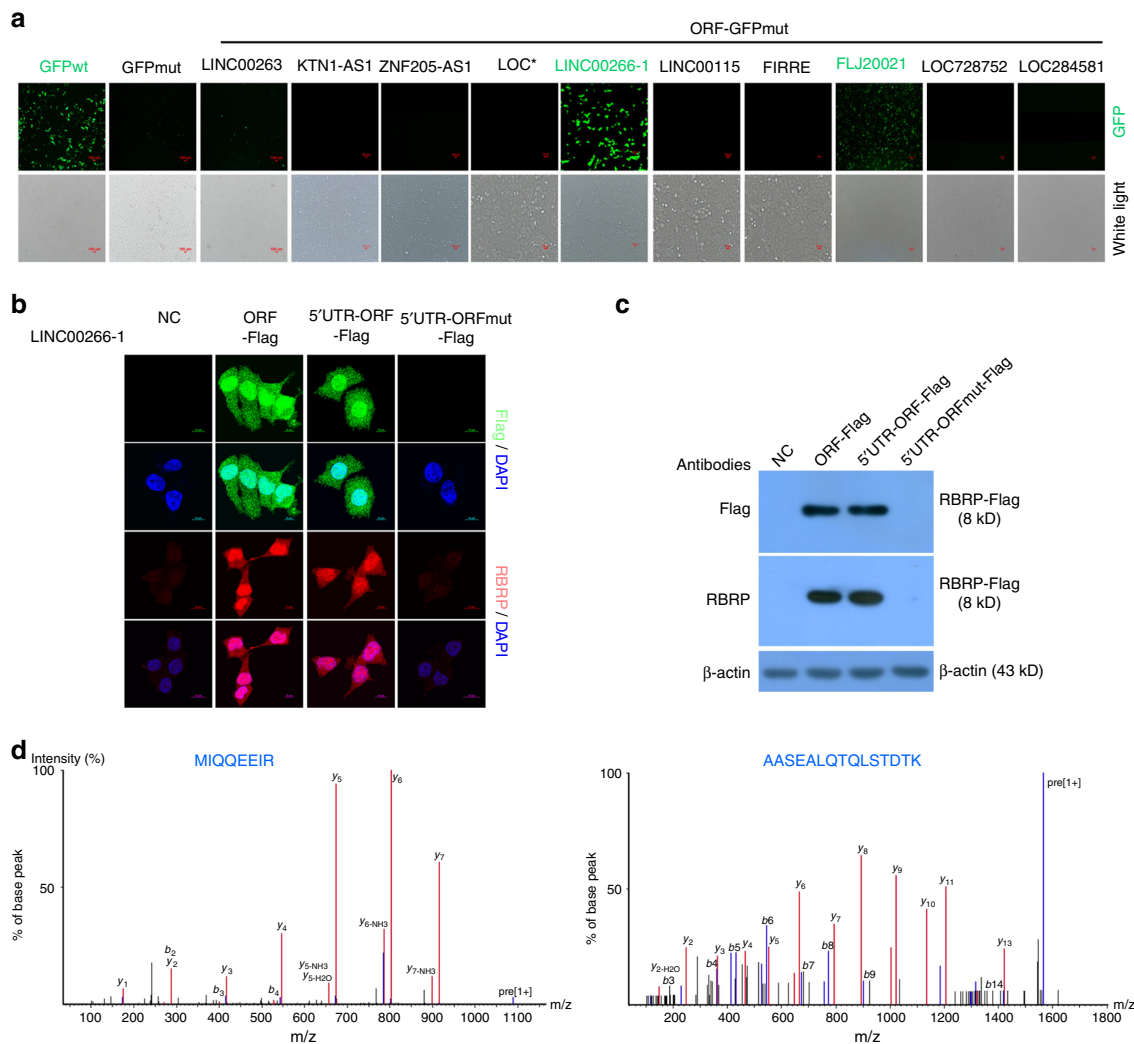 a
ORF-GFPmut
GFPwt GFPmut LINC00263 KTN1-AS1 ZNF205-AS1 LOC* LINC00266-1 LINC00115 FIRRE FLJ20021 LOC728752 LOC284581
GFP
White light
b
LINC00266-1
NC
ORF
-Flag
5′UTR-ORF
-Flag
5′UTR-ORFmut
-Flag
Flag / DAPI
RBRP / DAPI
c
Antibodies
NC
ORF-Flag
5′UTR-ORF-Flag
5′UTR-ORFmut-Flag
Flag
RBRP-Flag
(8 kD)
RBRP
RBRP-Flag
(8 kD)
β-actin
β-actin (43 kD)
d
Intensity (%)
MIQQEEIR
100
50
% of base peak
y1
b2
y2
b3
y3
b4
y4
y5-NH3
y5-H2O
y5
y6-NH3
y6
y7-NH3
y7
pre[1+]
m/z
100 200 300 400 500 600 700 800 900 1000 1100
m/z
AASEALQTQLSTDTK
100
50
% of base peak
y2-H2O
b3
y2
b4
y3
b5
y4
b6
y5
y6
b7
b8
y7
y8
b9
y9
y10
y11
b14
y13
pre[1+]
m/z
200 400 600 800 1000 1200 1400 1600 1800
m/z